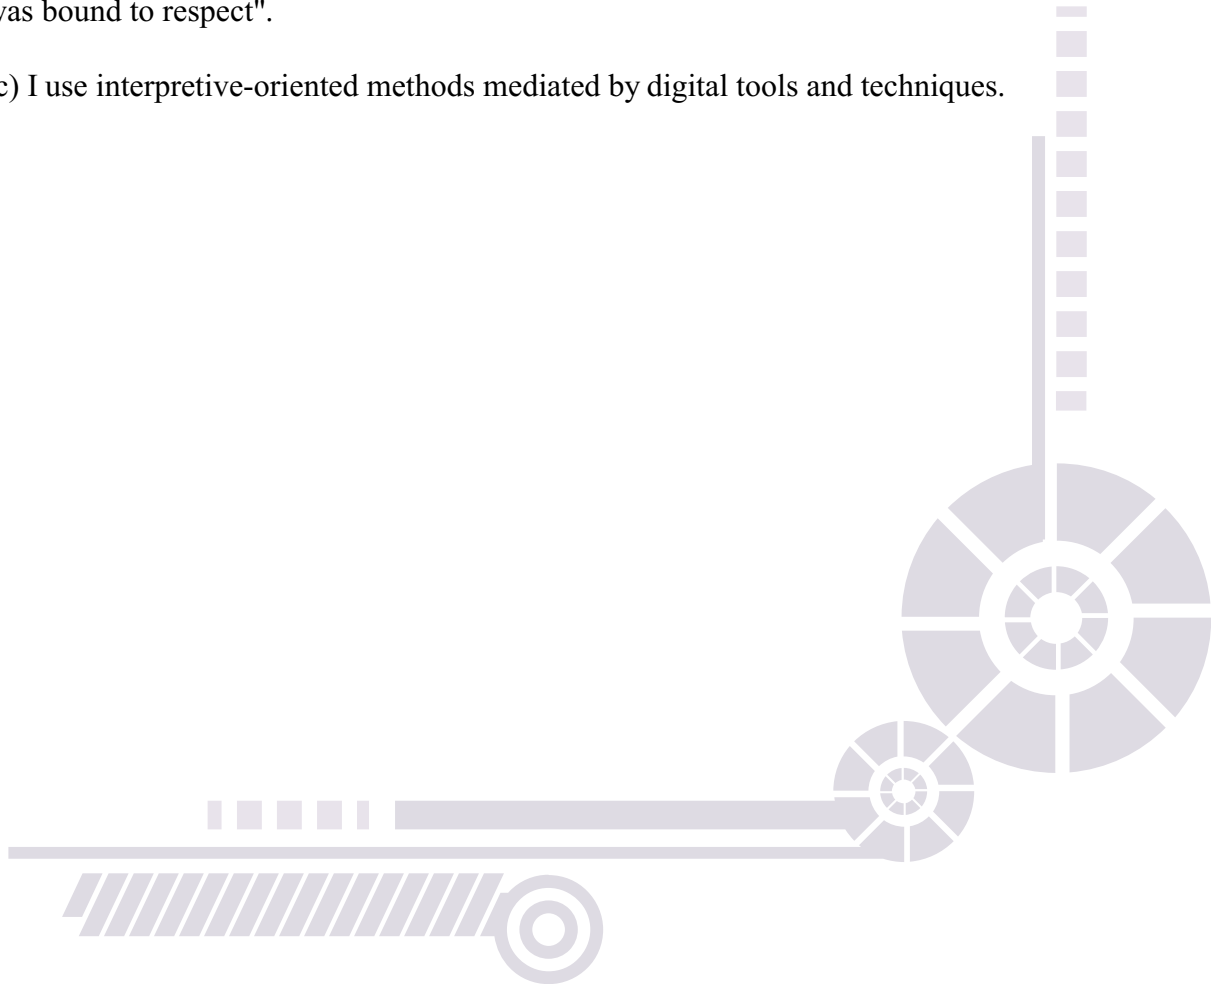 was bound to respect".
c) I use interpretive-oriented methods mediated by digital tools and techniques.